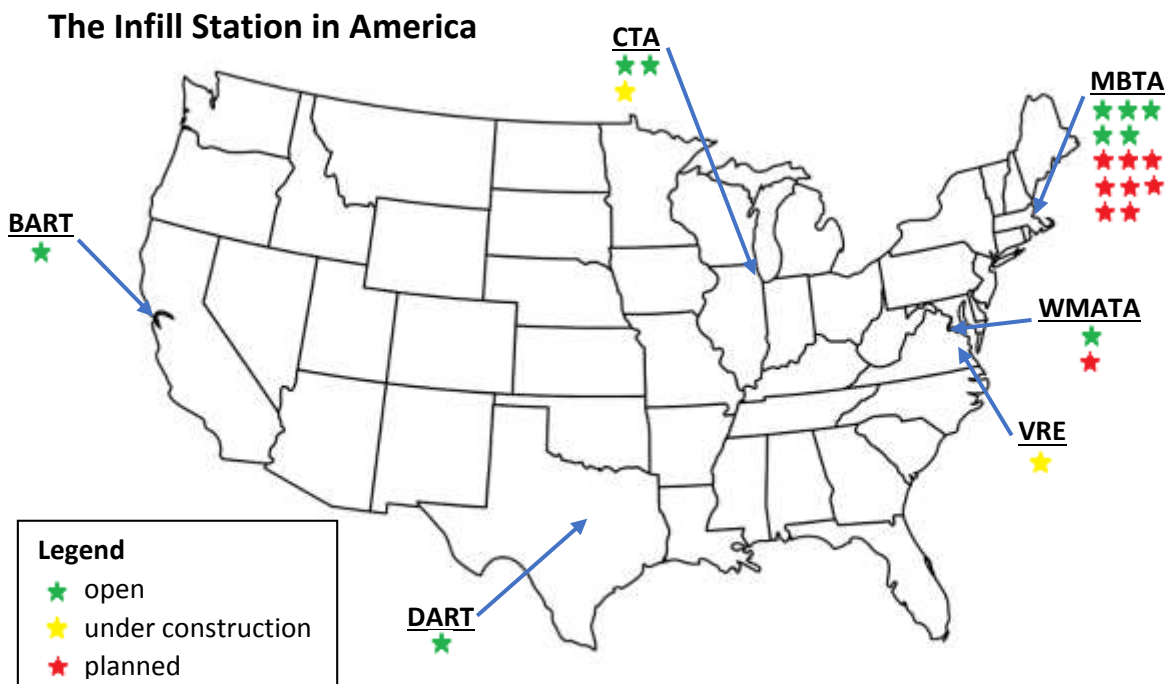 The Infill Station in America
CTA
MBTA
BART
WMATA
VRE
DART
Legend
open
under construction
planned